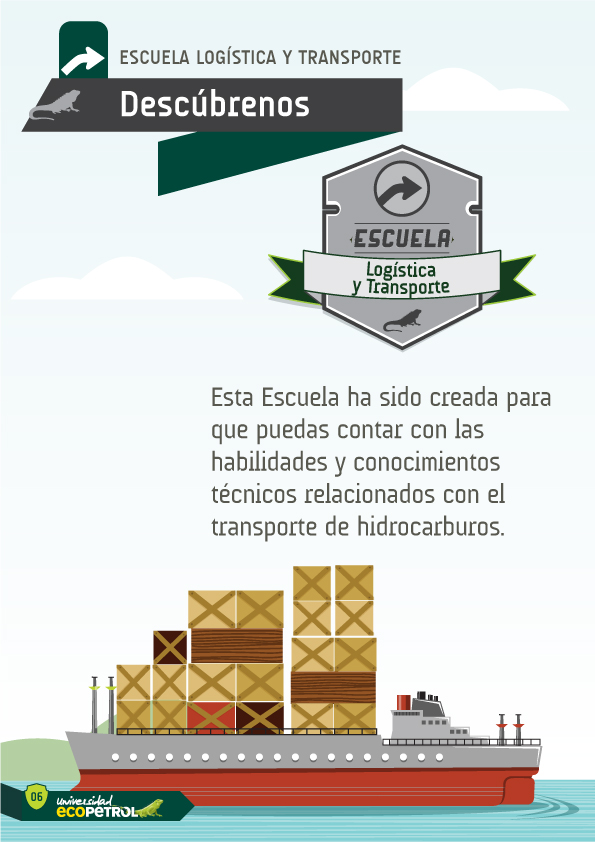 ESCUELA LOGÍSTICA Y TRANSPORTE
Descúbrenos
ESCUELA
Logística
y Transporte
Esta Escuela ha sido creada para
que puedas contar con las
habilidades y conocimientos
técnicos relacionados con el
transporte de hidrocarburos.
06
universidad
ecopetrol